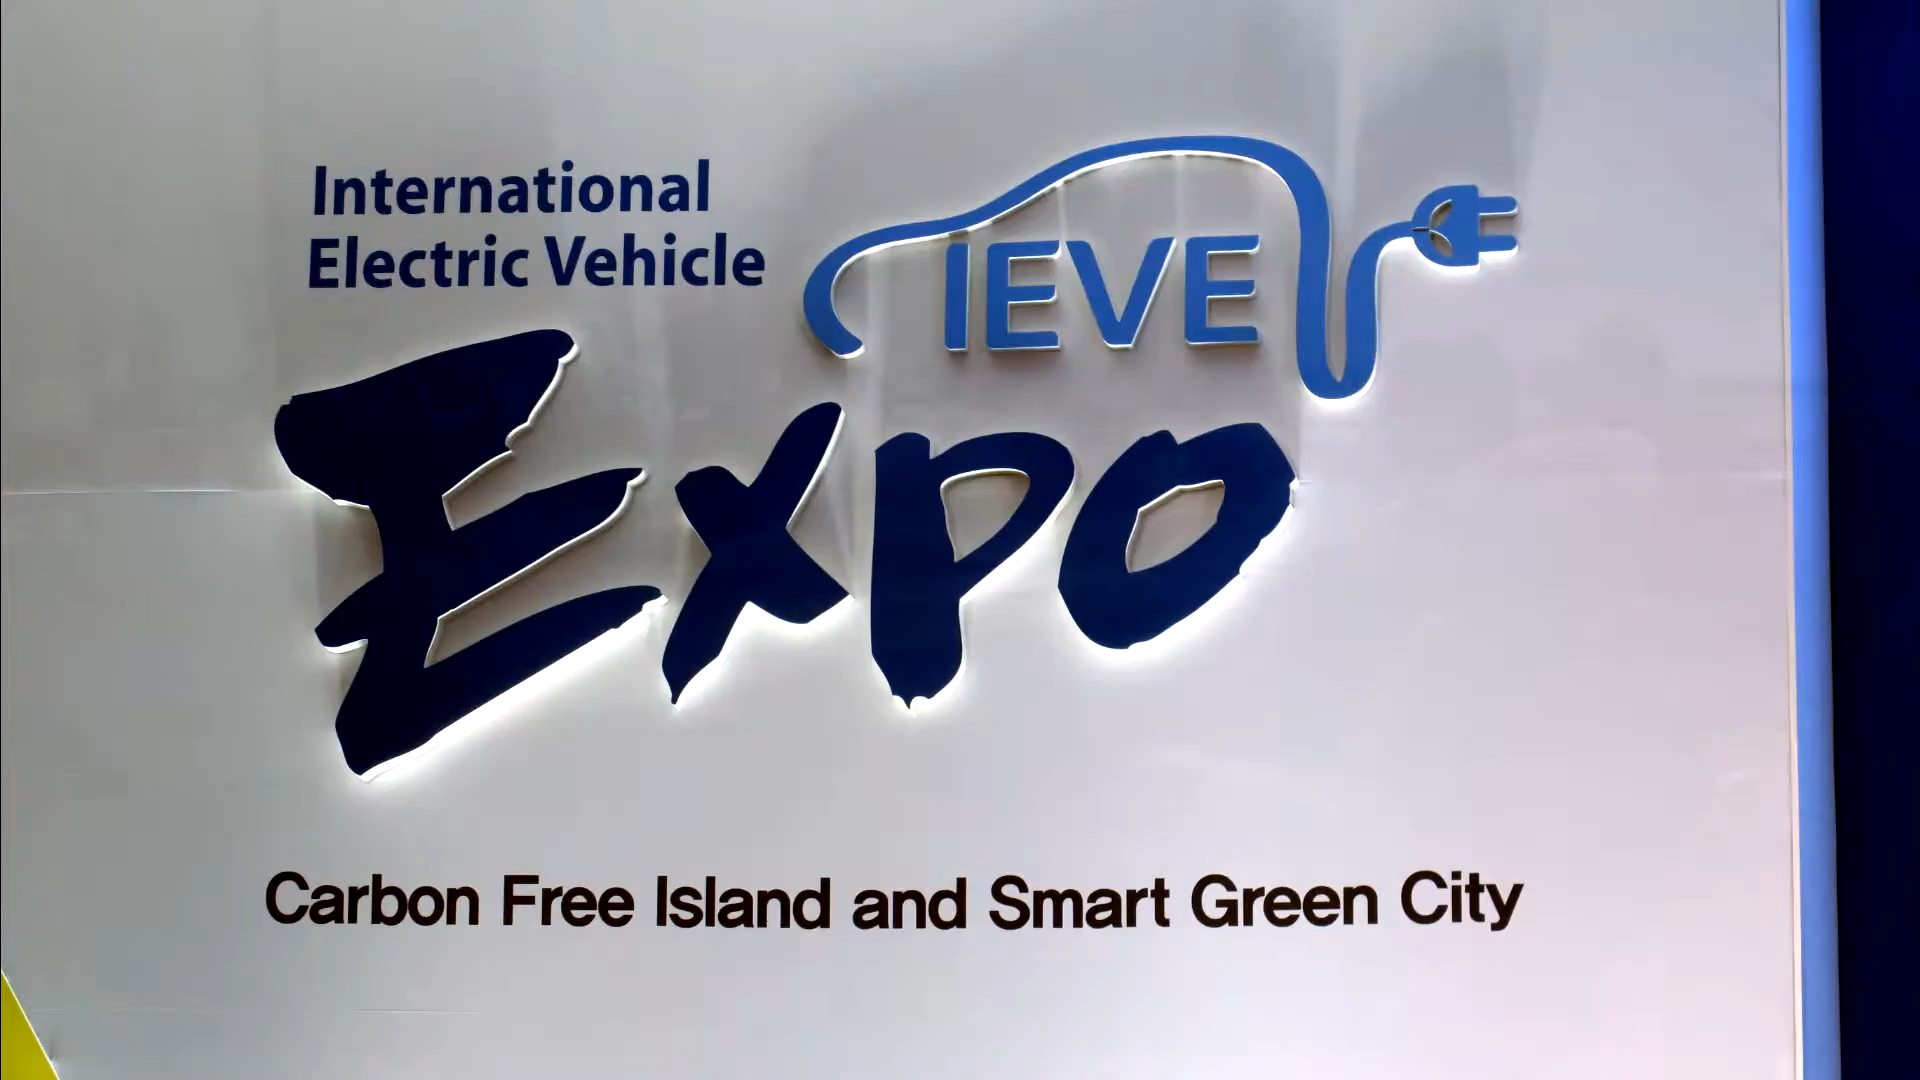 International
Electric Vehicle
IEVE
Expo
Carbon Free Island and Smart Green City